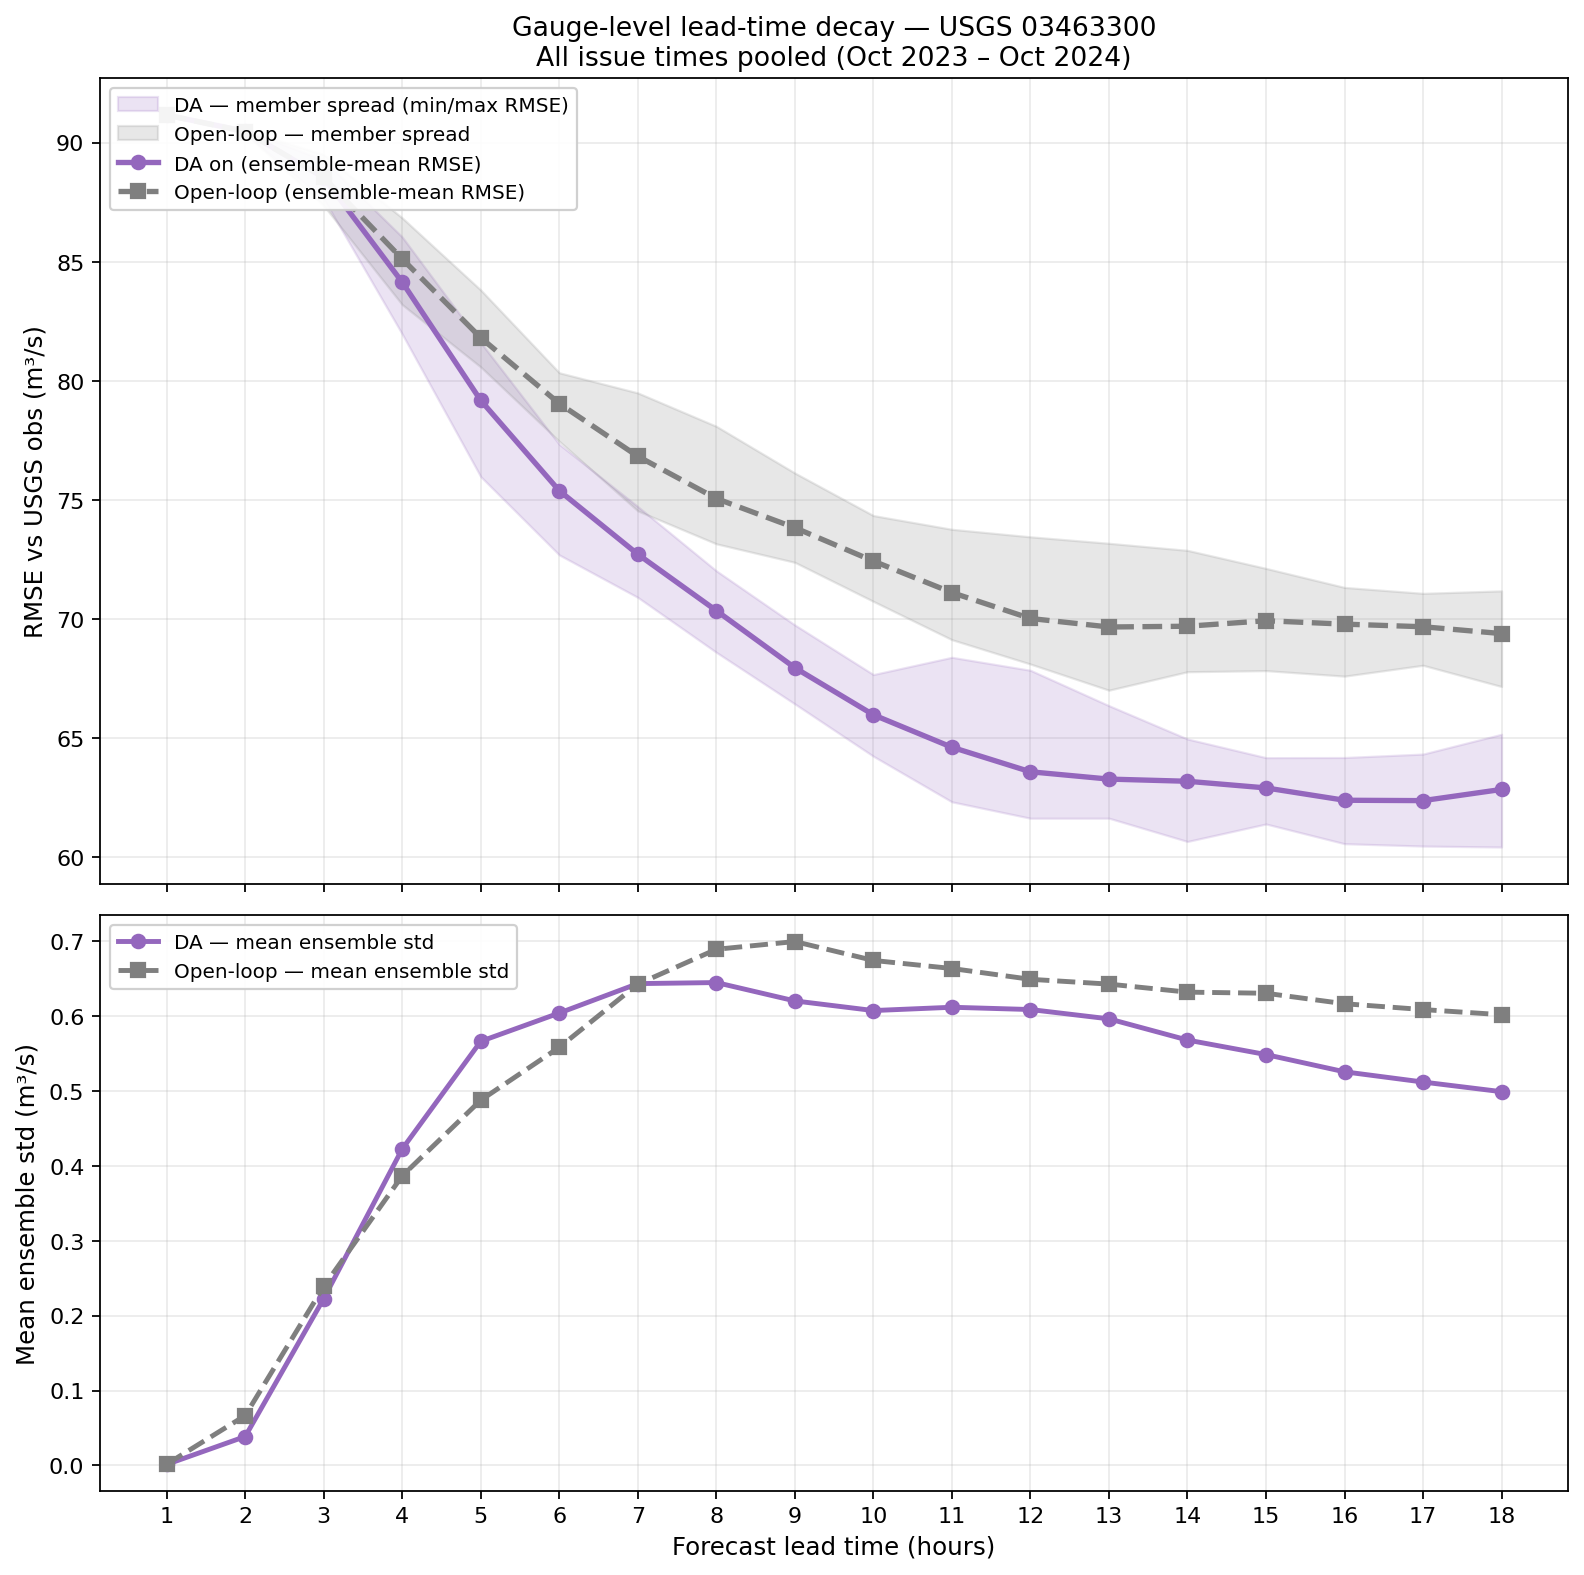 Gauge-level lead-time decay — USGS 03463300
All issue times pooled (Oct 2023 – Oct 2024)
DA — member spread (min/max RMSE)
Open-loop — member spread
DA on (ensemble-mean RMSE)
Open-loop (ensemble-mean RMSE)
RMSE vs USGS obs (m³/s)
90
85
80
75
70
65
60
DA — mean ensemble std
Open-loop — mean ensemble std
Mean ensemble std (m³/s)
0.7
0.6
0.5
0.4
0.3
0.2
0.1
0.0
1 2 3 4 5 6 7 8 9 10 11 12 13 14 15 16 17 18
Forecast lead time (hours)